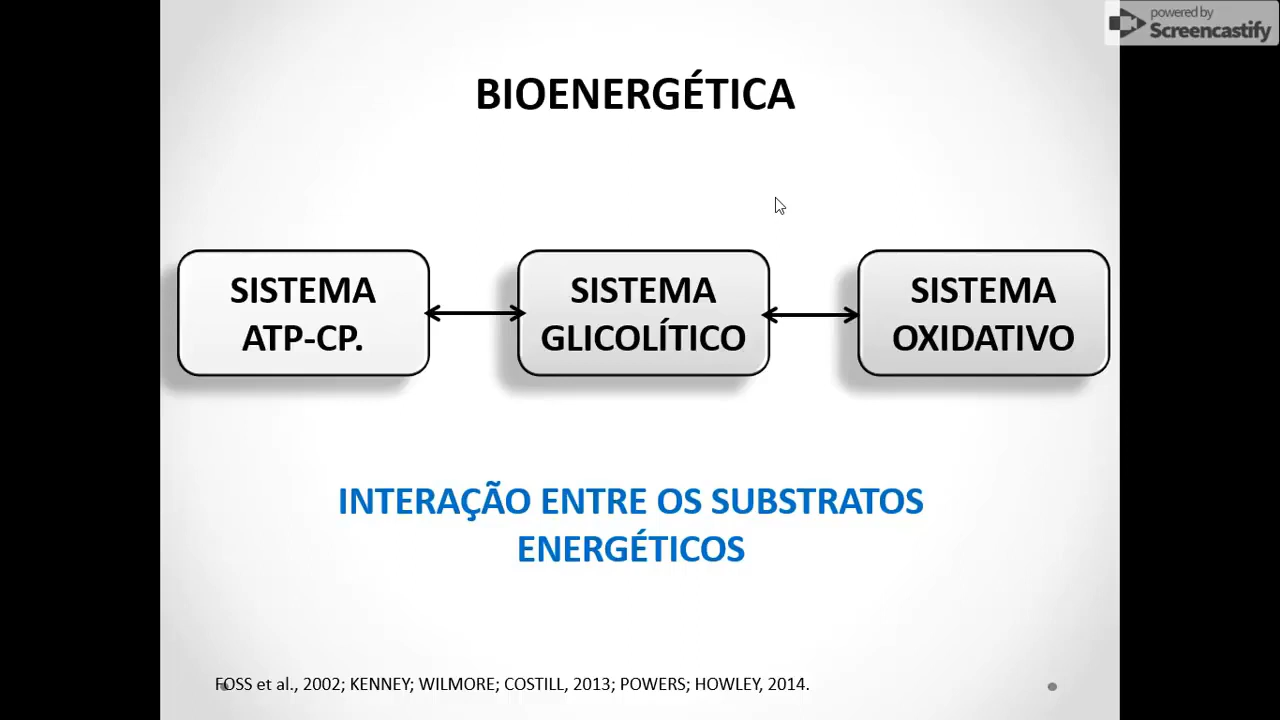 powered by
Screencastify
BIOENERGÉTICA
SISTEMA
ATP-CP.
SISTEMA
GLICOLÍTICO
SISTEMA
OXIDATIVO
INTERAÇÃO ENTRE OS SUBSTRATOS
ENERGÉTICOS
FOSS et al., 2002; KENNEY; WILMORE; COSTILL, 2013; POWERS; HOWLEY, 2014.